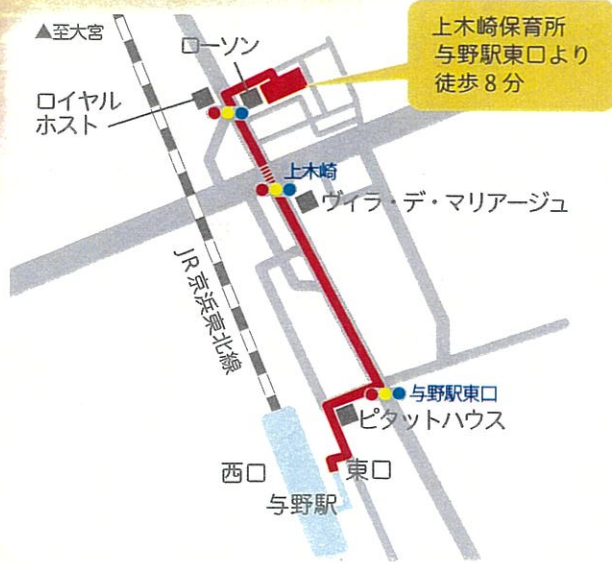 ▲至大宮
ローソン
上木崎保育所
与野駅東口より
徒歩8分
ロイヤル
ホスト
上木崎
ヴィラ・デ・マリアージュ
JR京浜東北線
与野駅東口
ピタットハウス
西口
東口
与野駅